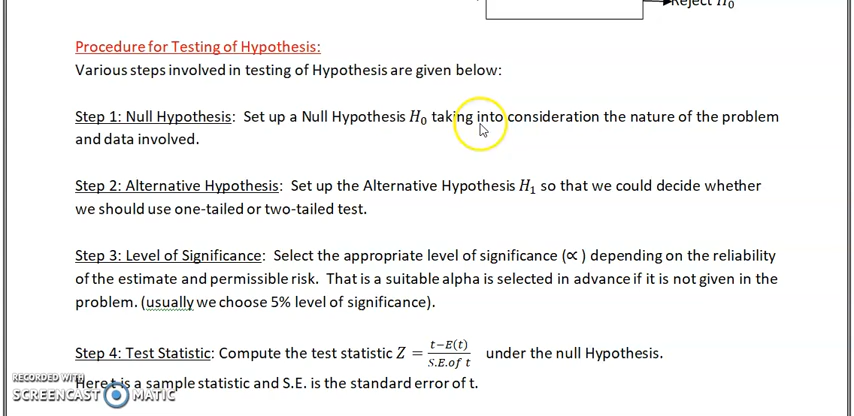 Reject H₀
Procedure for Testing of Hypothesis:
Various steps involved in testing of Hypothesis are given below:
Step 1: Null Hypothesis: Set up a Null Hypothesis H₀ taking into consideration the nature of the problem
and data involved.
Step 2: Alternative Hypothesis: Set up the Alternative Hypothesis H₁ so that we could decide whether
we should use one-tailed or two-tailed test.
Step 3: Level of Significance: Select the appropriate level of significance (∝ ) depending on the reliability
of the estimate and permissible risk. That is a suitable alpha is selected in advance if it is not given in the
problem. (usually we choose 5% level of significance).
Step 4: Test Statistic: Compute the test statistic Z = t−E(t) / S.E.of t under the null Hypothesis.
RECORDED WITH
Here t is a sample statistic and S.E. is the standard error of t.
SCREENCAST MATIC